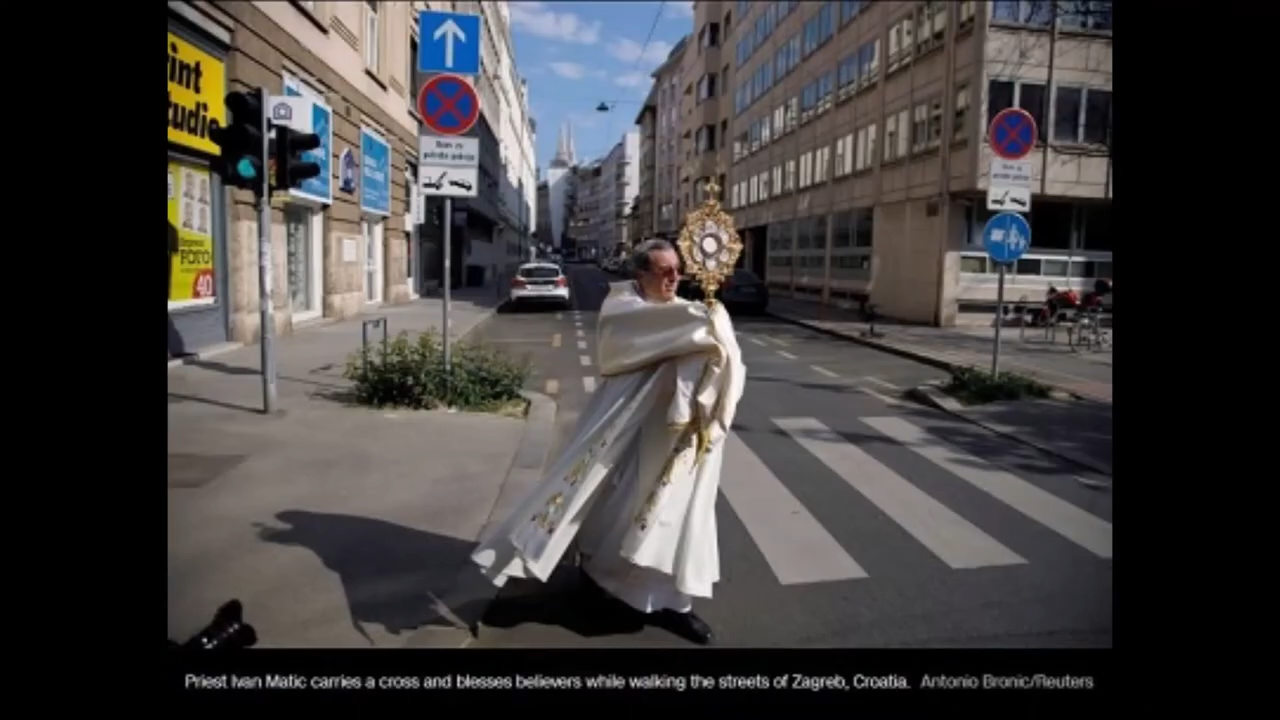 int
tudio
FOTO
40
Priest Ivan Matic carries a cross and blesses believers while walking the streets of Zagreb, Croatia. Antonio Bronic/Reuters